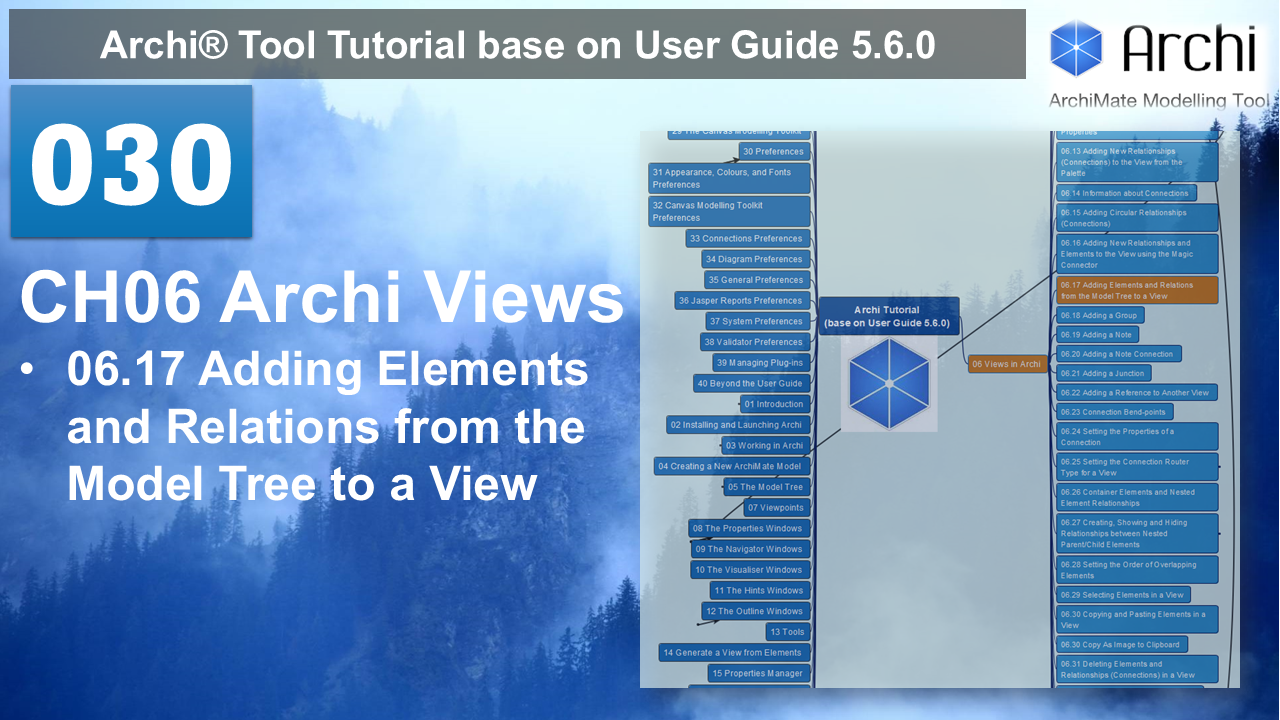 Archi® Tool Tutorial base on User Guide 5.6.0
Archi
ArchiMate Modelling Tool
030
CH06 Archi Views
• 06.17 Adding Elements
and Relations from the
Model Tree to a View
29 The Canvas Modelling Toolkit
30 Preferences
31 Appearance, Colours, and Fonts
Preferences
32 Canvas Modelling Toolkit
Preferences
33 Connections Preferences
34 Diagram Preferences
35 General Preferences
36 Jasper Reports Preferences
37 System Preferences
38 Validator Preferences
39 Managing Plug-ins
40 Beyond the User Guide
01 Introduction
02 Installing and Launching Archi
03 Working in Archi
04 Creating a New ArchiMate Model
05 The Model Tree
07 Viewpoints
08 The Properties Windows
09 The Navigator Windows
10 The Visualiser Windows
11 The Hints Windows
12 The Outline Windows
13 Tools
14 Generate a View from Elements
15 Properties Manager
Archi Tutorial
(base on User Guide 5.6.0)
06 Views in Archi
Properties
06.13 Adding New Relationships
(Connections) to the View from the
Palette
06.14 Information about Connections
06.15 Adding Circular Relationships
(Connections)
06.16 Adding New Relationships and
Elements to the View using the Magic
Connector
06.17 Adding Elements and Relations
from the Model Tree to a View
06.18 Adding a Group
06.19 Adding a Note
06.20 Adding a Note Connection
06.21 Adding a Junction
06.22 Adding a Reference to Another View
06.23 Connection Bend-points
06.24 Setting the Properties of a
Connection
06.25 Setting the Connection Router
Type for a View
06.26 Container Elements and Nested
Element Relationships
06.27 Creating, Showing and Hiding
Relationships between Nested
Parent/Child Elements
06.28 Setting the Order of Overlapping
Elements
06.29 Selecting Elements in a View
06.30 Copying and Pasting Elements in a
View
06.30 Copy As Image to Clipboard
06.31 Deleting Elements and
Relationships (Connections) in a View